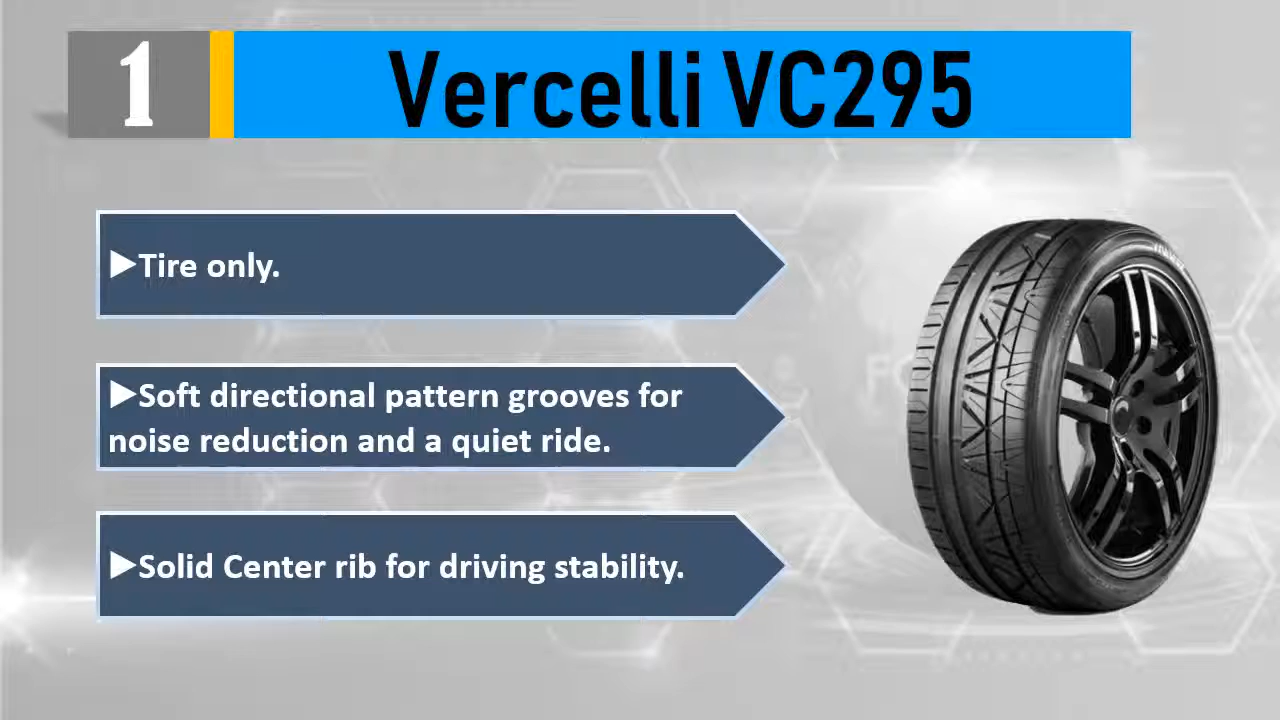 1
Vercelli VC295
►Tire only.
►Soft directional pattern grooves for
noise reduction and a quiet ride.
►Solid Center rib for driving stability.